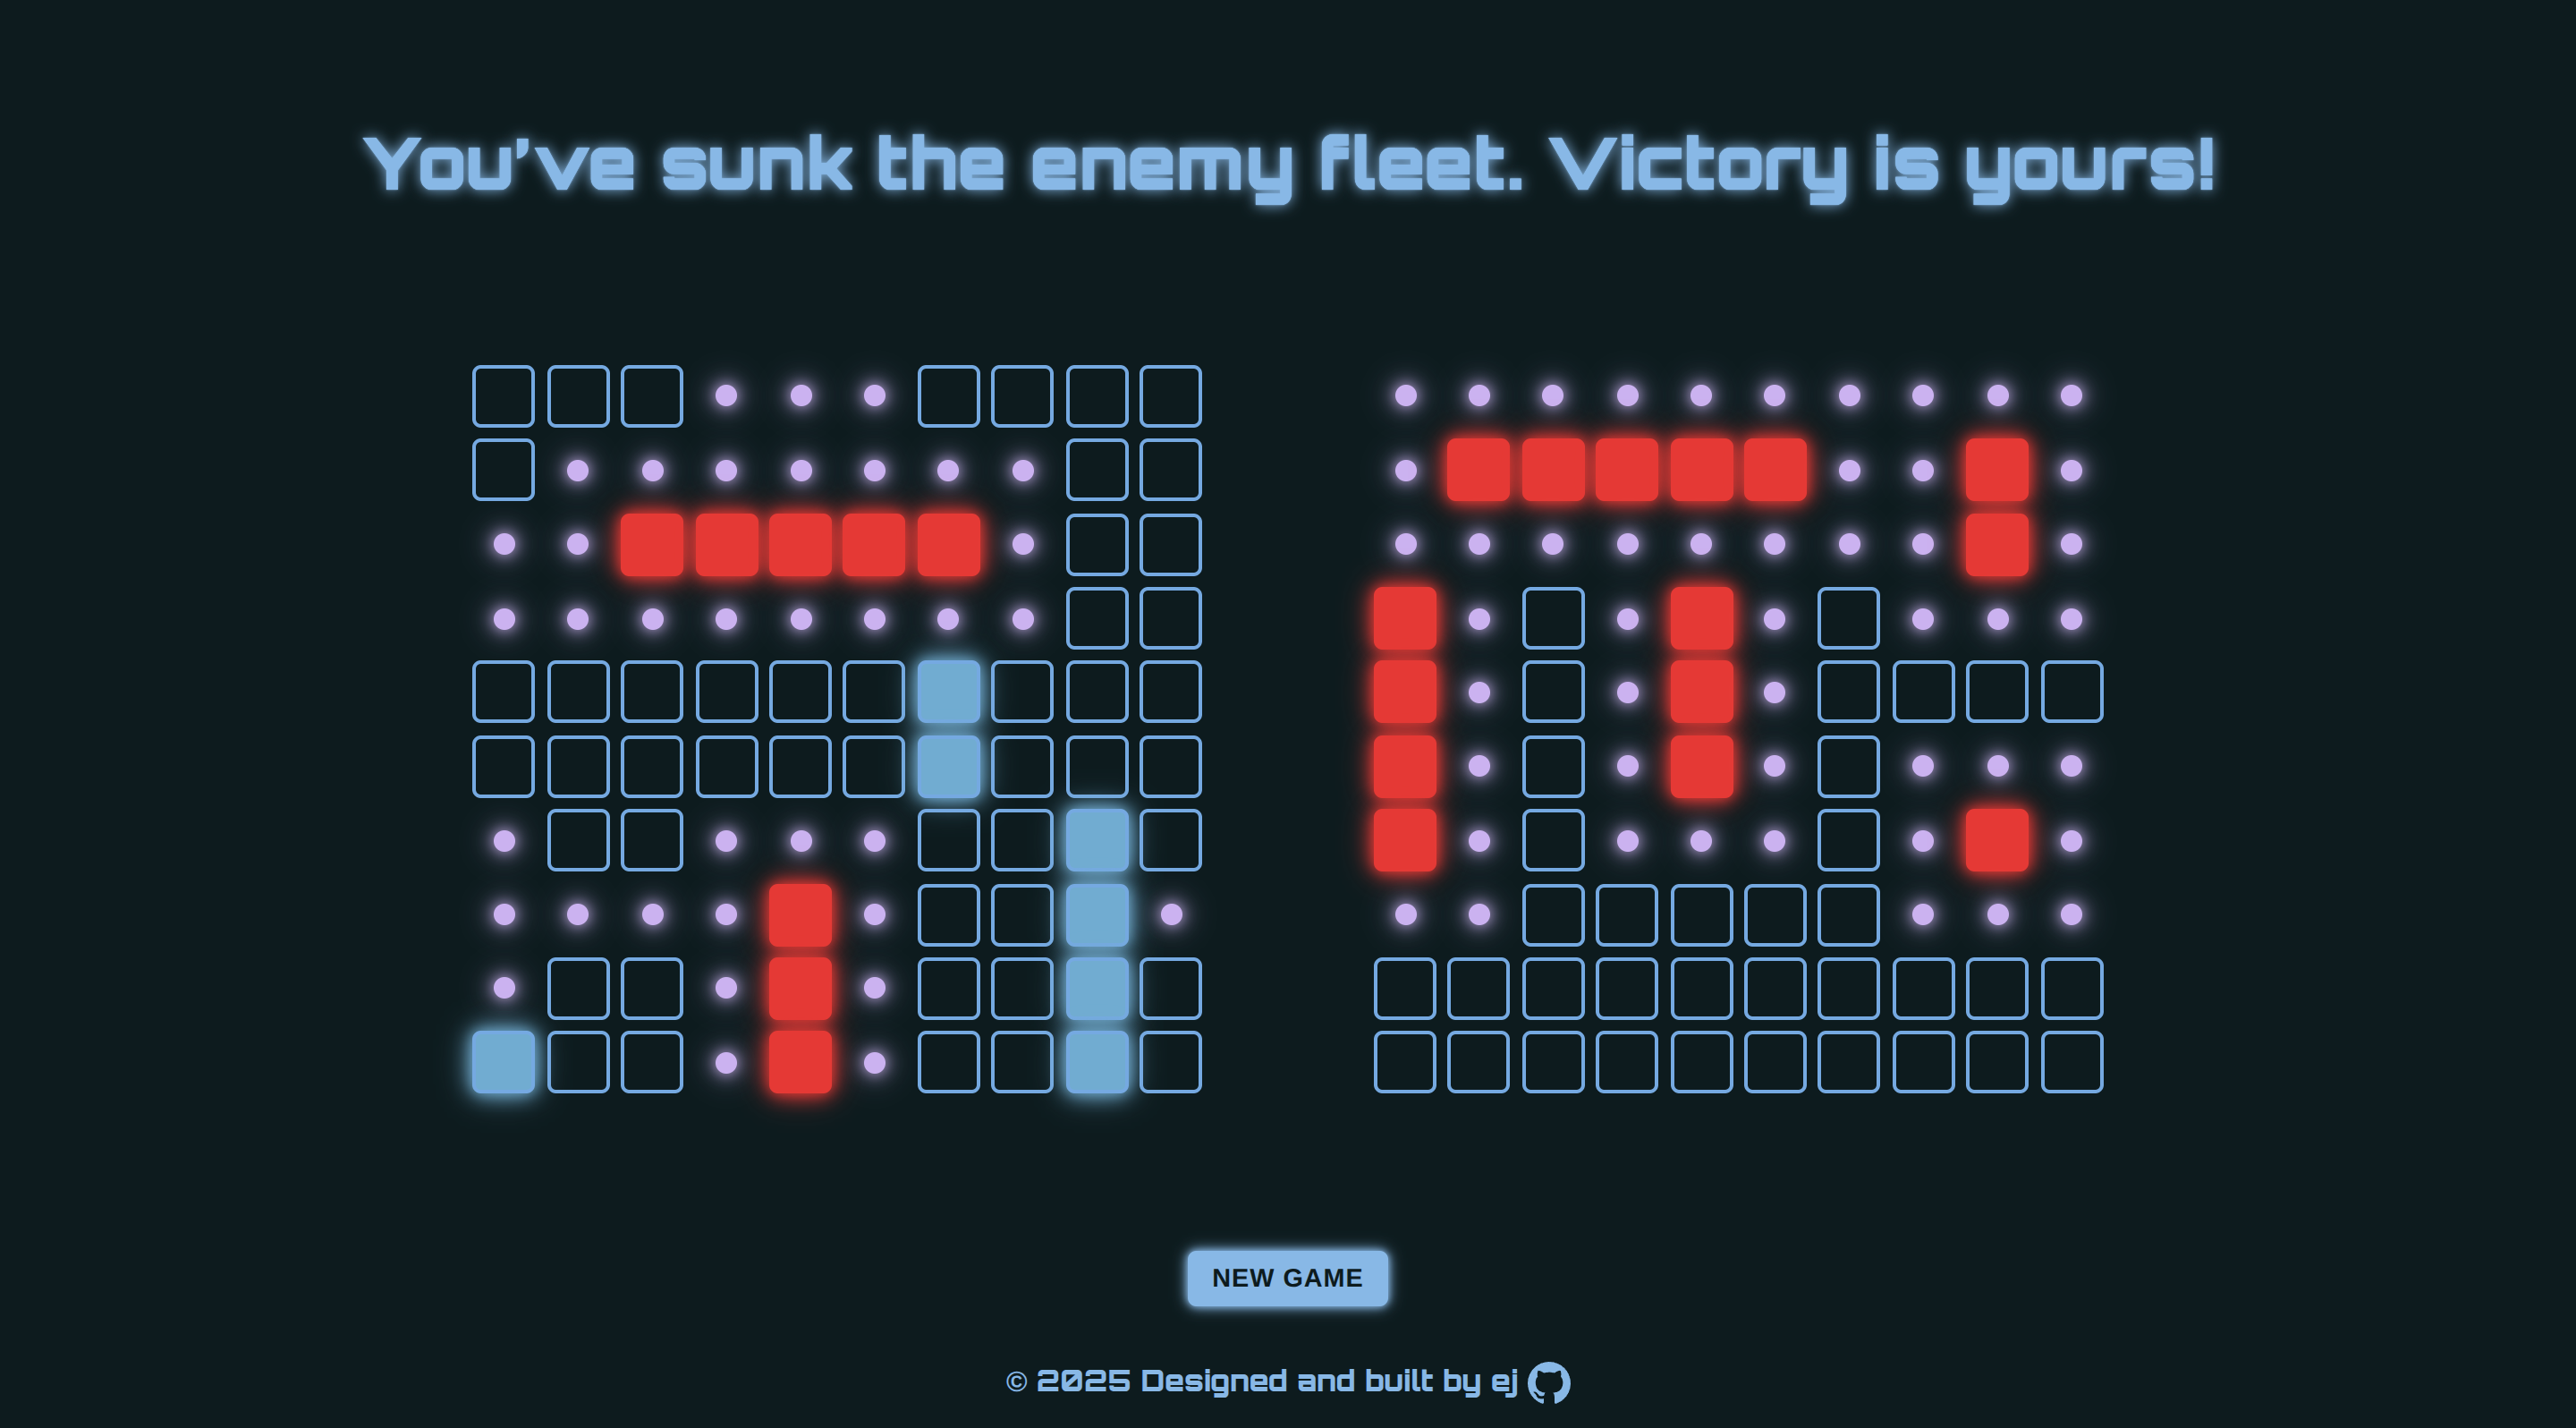 You've sunk the enemy fleet. Victory is yours!
NEW GAME
© 2025 Designed and built by ej